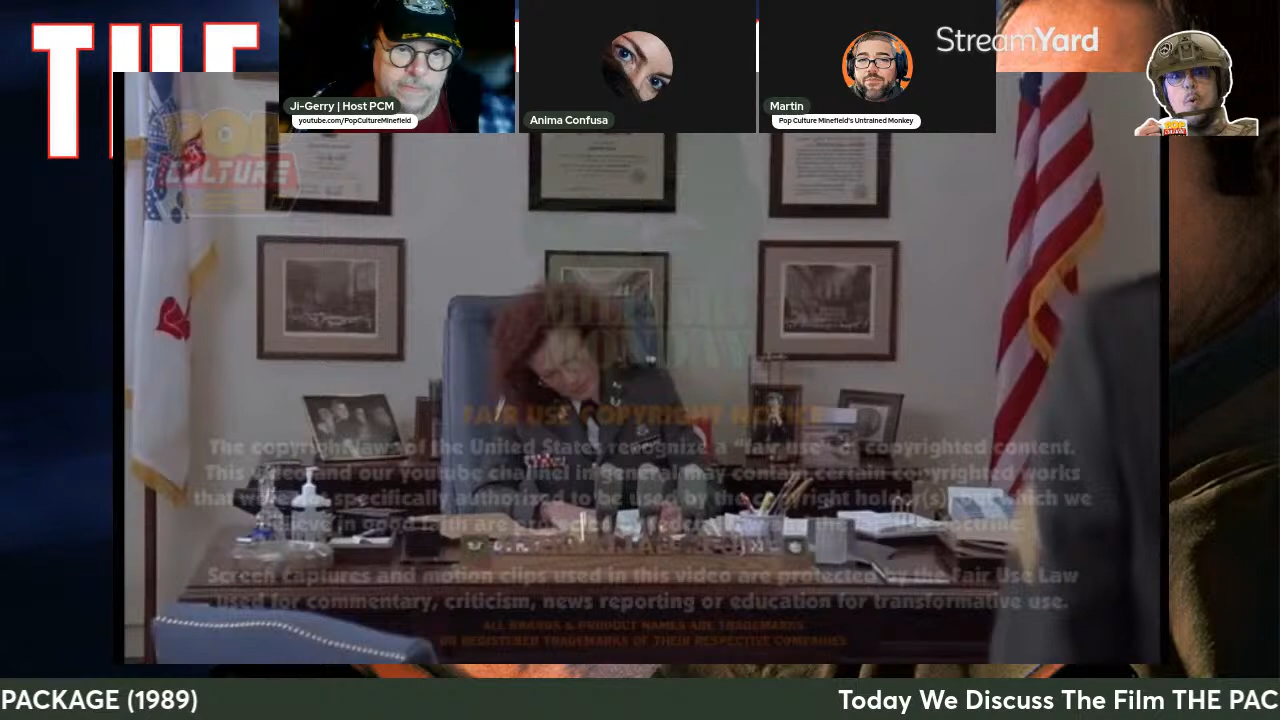 THE
StreamYard
Ji-Gerry | Host PCM
youtube.com/PopCultureMinefield
Anima Confusa
Martin
Pop Culture Minefield's Untrained Monkey
POP
CULTURE
FAIR USE COPYRIGHT NOTICE
The copyright laws of the United States recognize a “fair use” of copyrighted content.
This video and our youtube channel in general may contain certain copyrighted works
that were not specifically authorized to be used by the copyright holder(s), but which we
believe in good faith are protected by federal law and the fair use doctrine.
Screen captures and motion clips used in this video are protected by the Fair Use Law
used for commentary, criticism, news reporting or education for transformative use.
ALL BRANDS & PRODUCT NAMES ARE TRADEMARKS
OR REGISTERED TRADEMARKS OF THEIR RESPECTIVE COMPANIES
PACKAGE (1989)
Today We Discuss The Film THE PAC